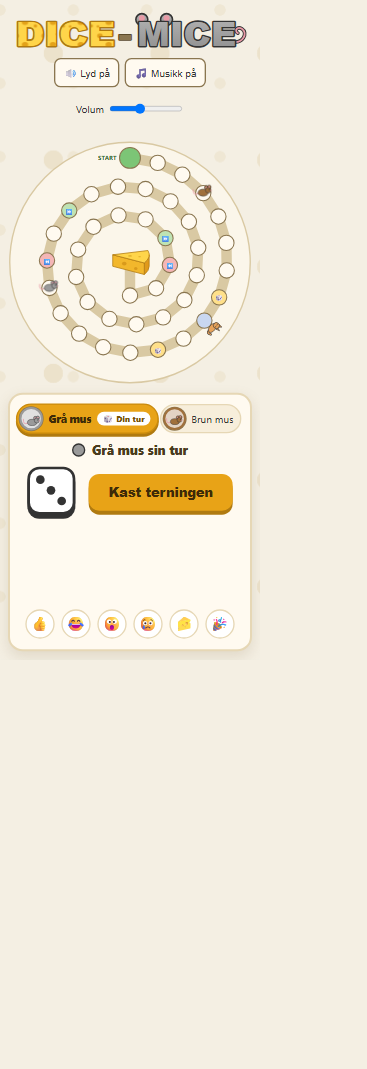 DICE-MICE
Lyd på
Musikk på
Volum
START
Grå mus
Din tur
Brun mus
Grå mus sin tur
Kast terningen